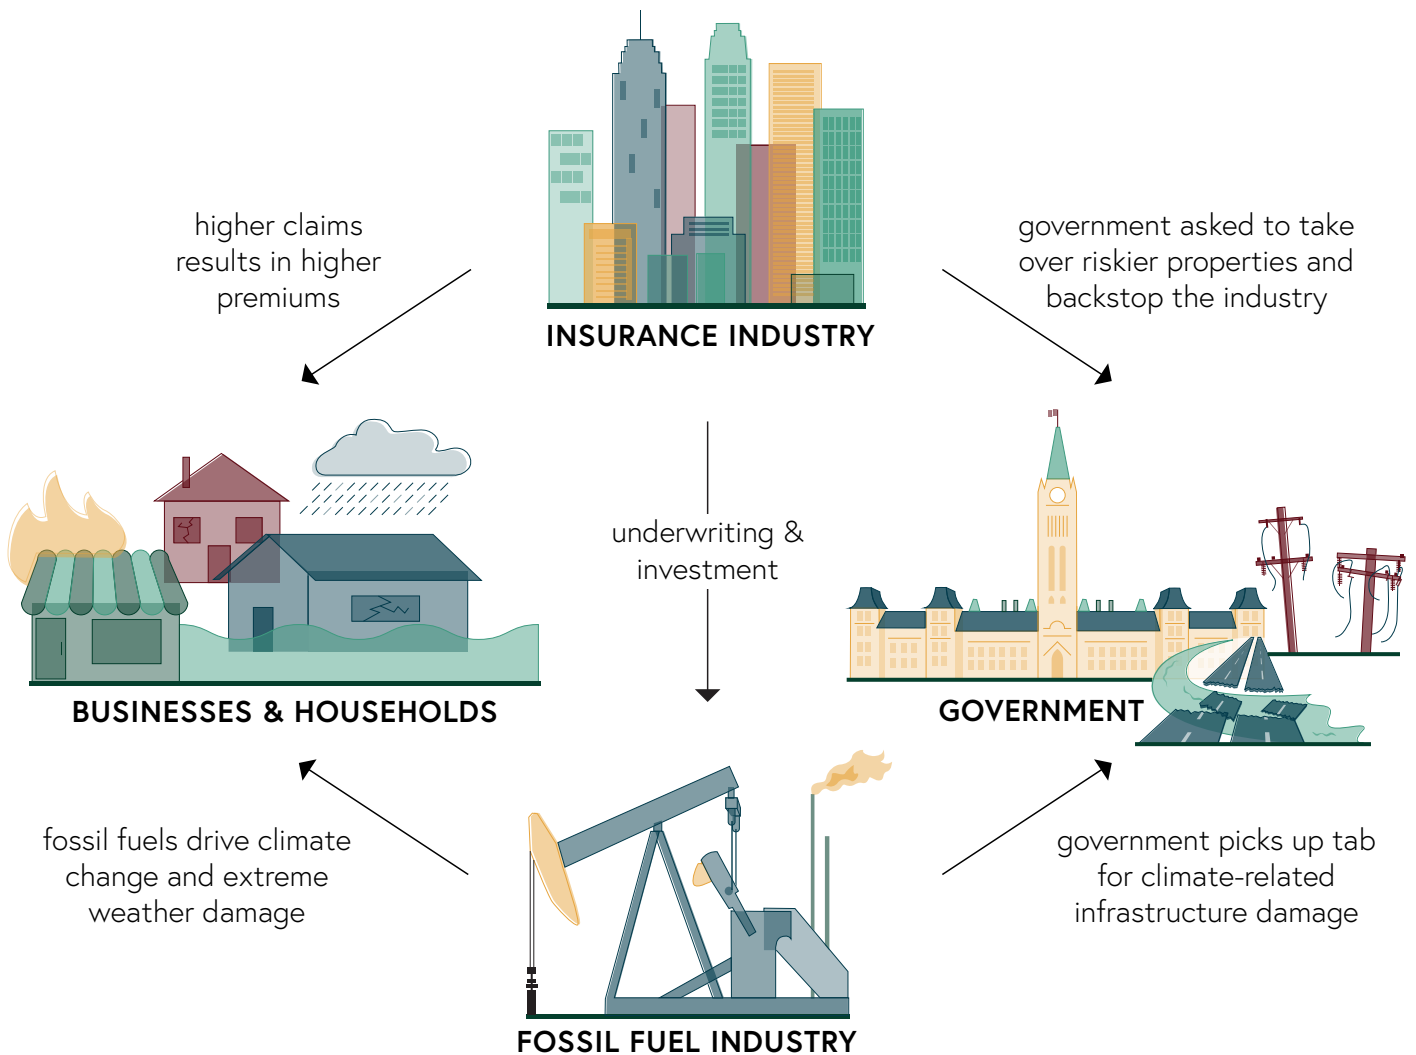 INSURANCE INDUSTRY
higher claims
results in higher
premiums
government asked to take
over riskier properties and
backstop the industry
underwriting &
investment
BUSINESSES & HOUSEHOLDS
GOVERNMENT
fossil fuels drive climate
change and extreme
weather damage
government picks up tab
for climate-related
infrastructure damage
FOSSIL FUEL INDUSTRY